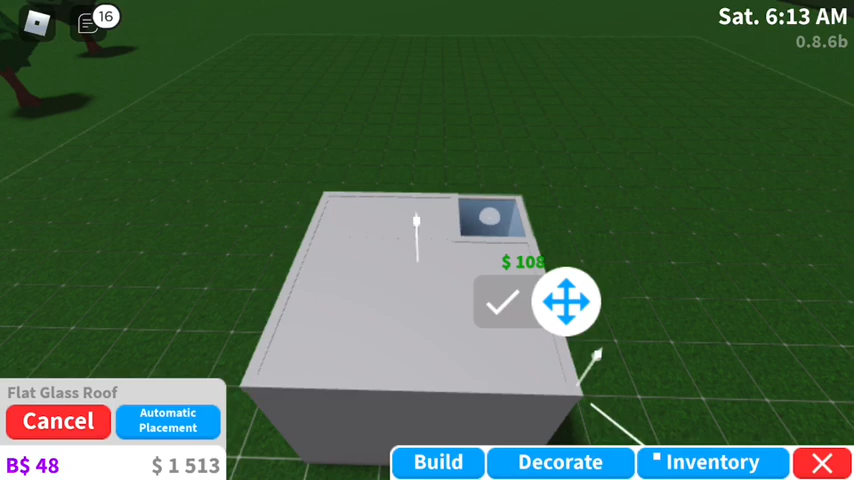 16
Sat. 6:13 AM
0.8.6b
$ 108
Flat Glass Roof
Cancel
Automatic
Placement
B$ 48
$ 1 513
Build
Decorate
Inventory